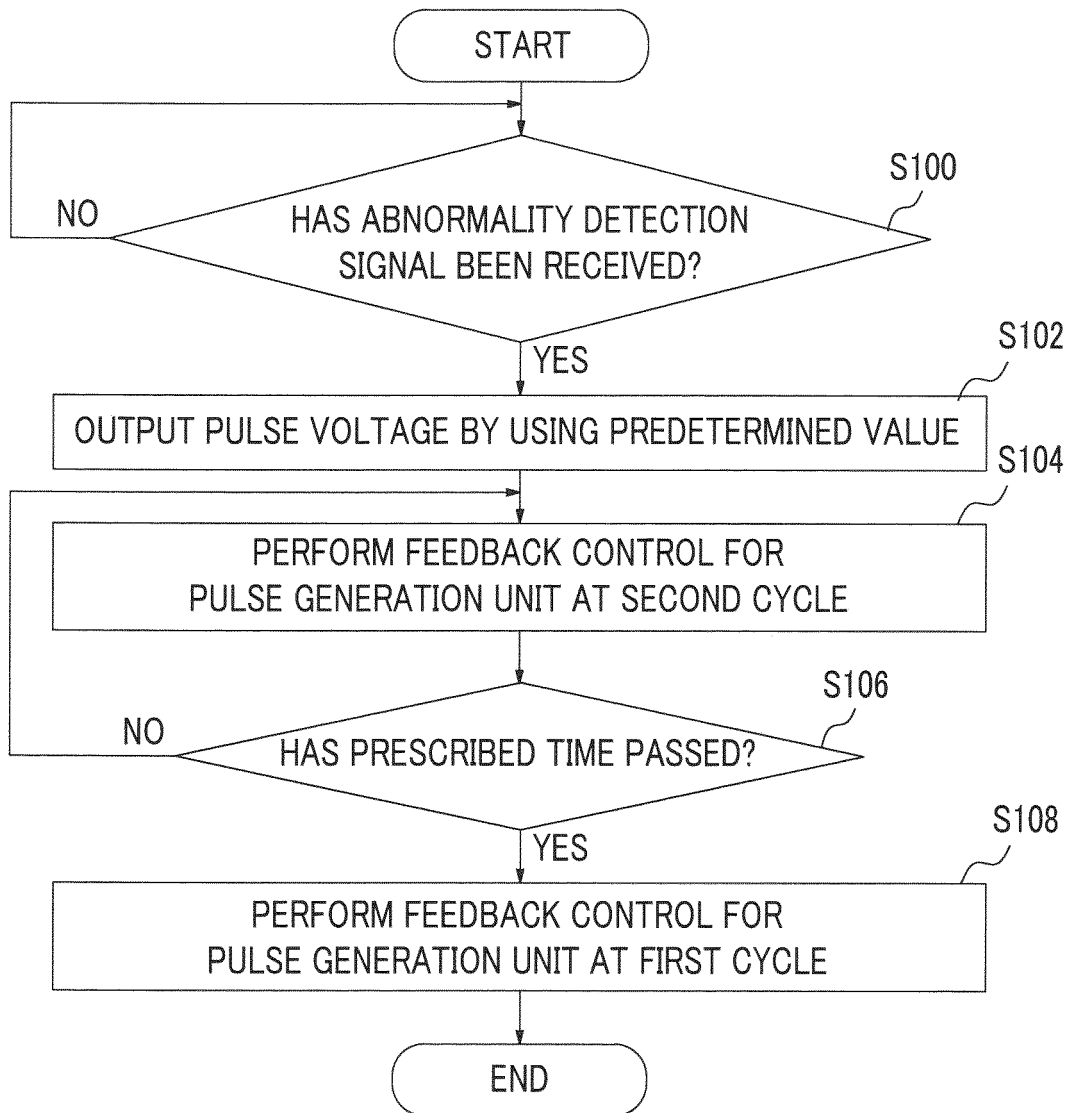 START
S100
NO
HAS ABNORMALITY DETECTION
SIGNAL BEEN RECEIVED?
YES
S102
OUTPUT PULSE VOLTAGE BY USING PREDETERMINED VALUE
S104
PERFORM FEEDBACK CONTROL FOR
PULSE GENERATION UNIT AT SECOND CYCLE
S106
NO
HAS PRESCRIBED TIME PASSED?
YES
S108
PERFORM FEEDBACK CONTROL FOR
PULSE GENERATION UNIT AT FIRST CYCLE
END